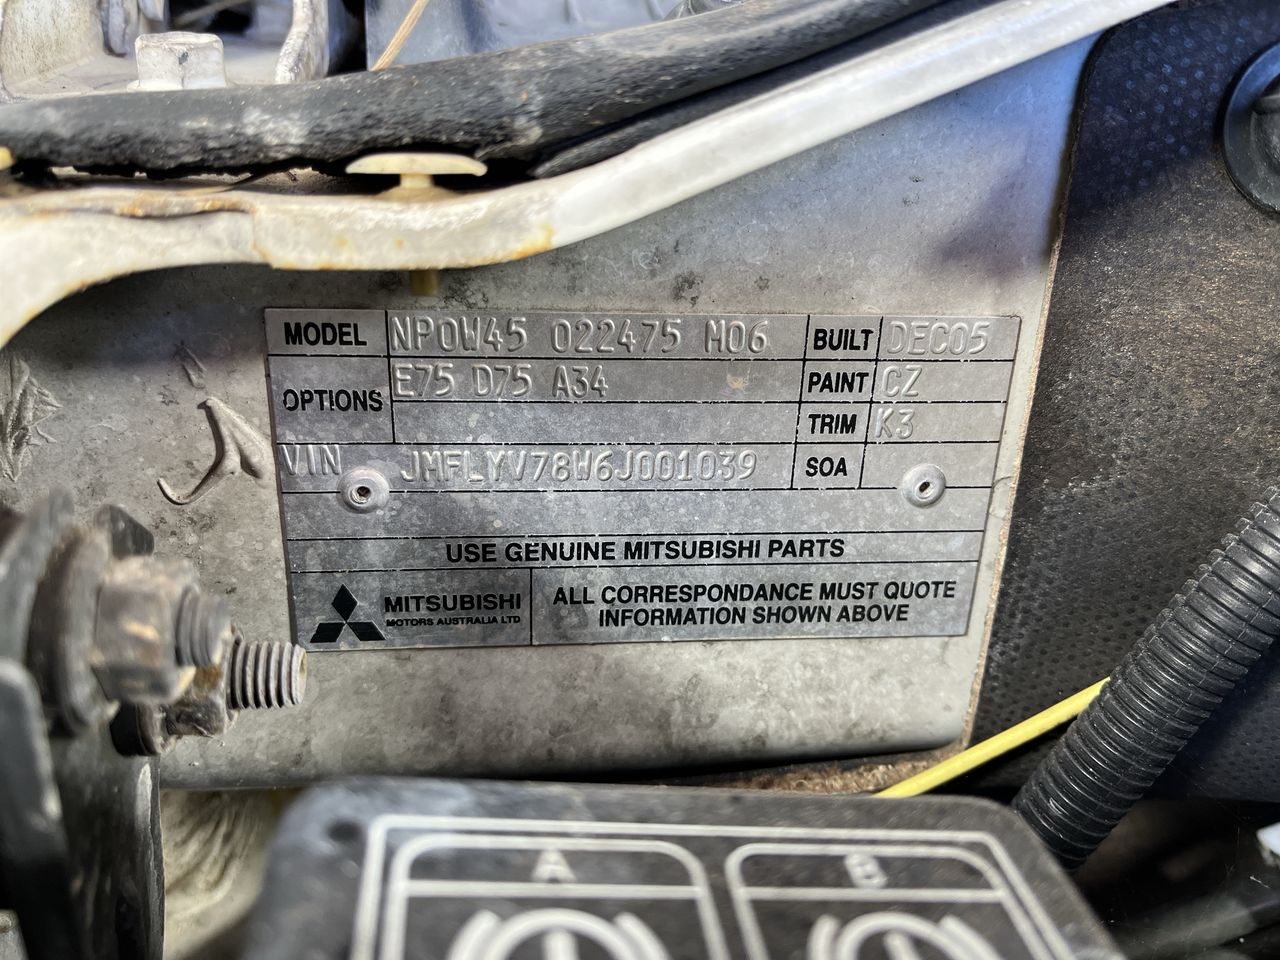 MODEL NPOW45 022475 M06 BUILT DEC05
OPTIONS E75 D75 A34 PAINT CZ
TRIM K3
VIN JMFLYV78W6J001039 SOA
USE GENUINE MITSUBISHI PARTS
MITSUBISHI
MOTORS AUSTRALIA LTD
ALL CORRESPONDANCE MUST QUOTE
INFORMATION SHOWN ABOVE
A B